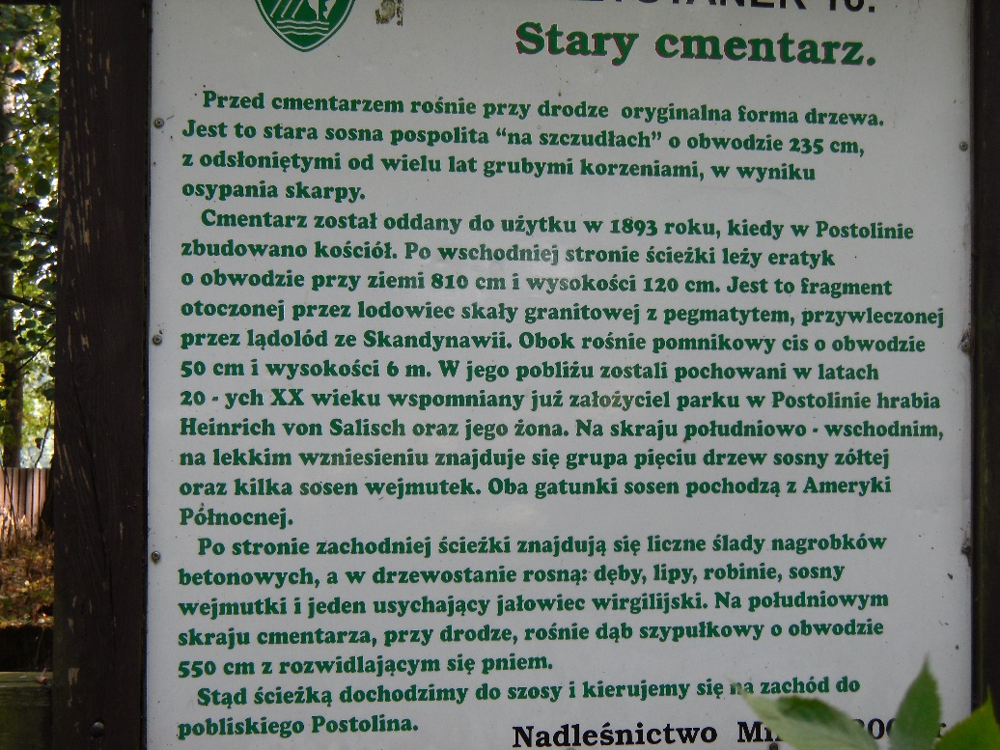 Stary cmentarz.
Przed cmentarzem rośnie przy drodze oryginalna forma drzewa.
Jest to stara sosna pospolita “na szczudłach” o obwodzie 235 cm,
z odsłoniętymi od wielu lat grubymi korzeniami, w wyniku
osypania skarpy.
Cmentarz został oddany do użytku w 1893 roku, kiedy w Postolinie
zbudowano kościół. Po wschodniej stronie ścieżki leży eratyk
o obwodzie przy ziemi 810 cm i wysokości 120 cm. Jest to fragment
otoczonej przez lodowiec skały granitowej z pegmatytem, przywleczonej
przez lądolód ze Skandynawii. Obok rośnie pomnikowy cis o obwodzie
50 cm i wysokości 6 m. W jego pobliżu zostali pochowani w latach
20 - ych XX wieku wspomniany już założyciel parku w Postolinie hrabia
Heinrich von Salisch oraz jego żona. Na skraju południowo - wschodnim,
na lekkim wzniesieniu znajduje się grupa pięciu drzew sosny zółtej
oraz kilka sosen wejmutek. Oba gatunki sosen pochodzą z Ameryki
Północnej.
Po stronie zachodniej ścieżki znajdują się liczne ślady nagrobków
betonowych, a w drzewostanie rosną: dęby, lipy, robinie, sosny
wejmutki i jeden usychający jałowiec wirgilijski. Na południowym
skraju cmentarza, przy drodze, rośnie dąb szypułkowy o obwodzie
550 cm z rozwidlającym się pniem.
Stąd ścieżką dochodzimy do szosy i kierujemy się na zachód do
pobliskiego Postolina.
Nadleśnictwo